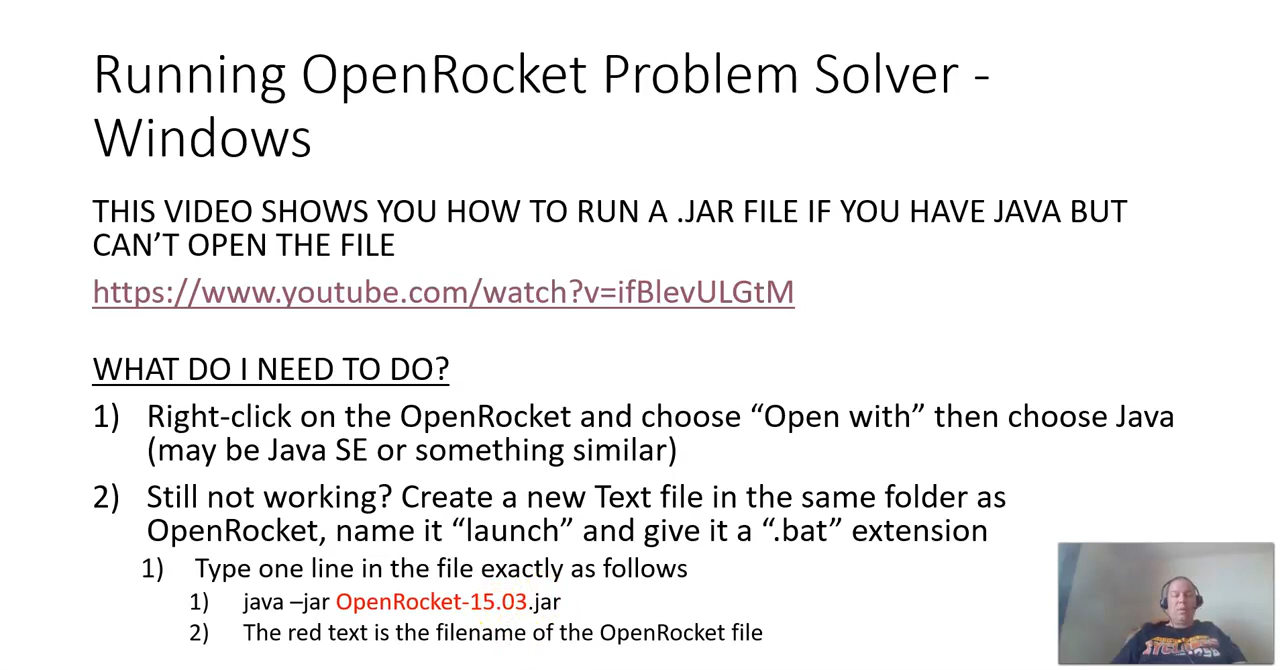 Running OpenRocket Problem Solver -
Windows
THIS VIDEO SHOWS YOU HOW TO RUN A .JAR FILE IF YOU HAVE JAVA BUT
CAN’T OPEN THE FILE
https://www.youtube.com/watch?v=ifBlevULGtM
WHAT DO I NEED TO DO?
1) Right-click on the OpenRocket and choose “Open with” then choose Java
(may be Java SE or something similar)
2) Still not working? Create a new Text file in the same folder as
OpenRocket, name it “launch” and give it a “.bat” extension
1) Type one line in the file exactly as follows
1) java –jar OpenRocket-15.03.jar
2) The red text is the filename of the OpenRocket file